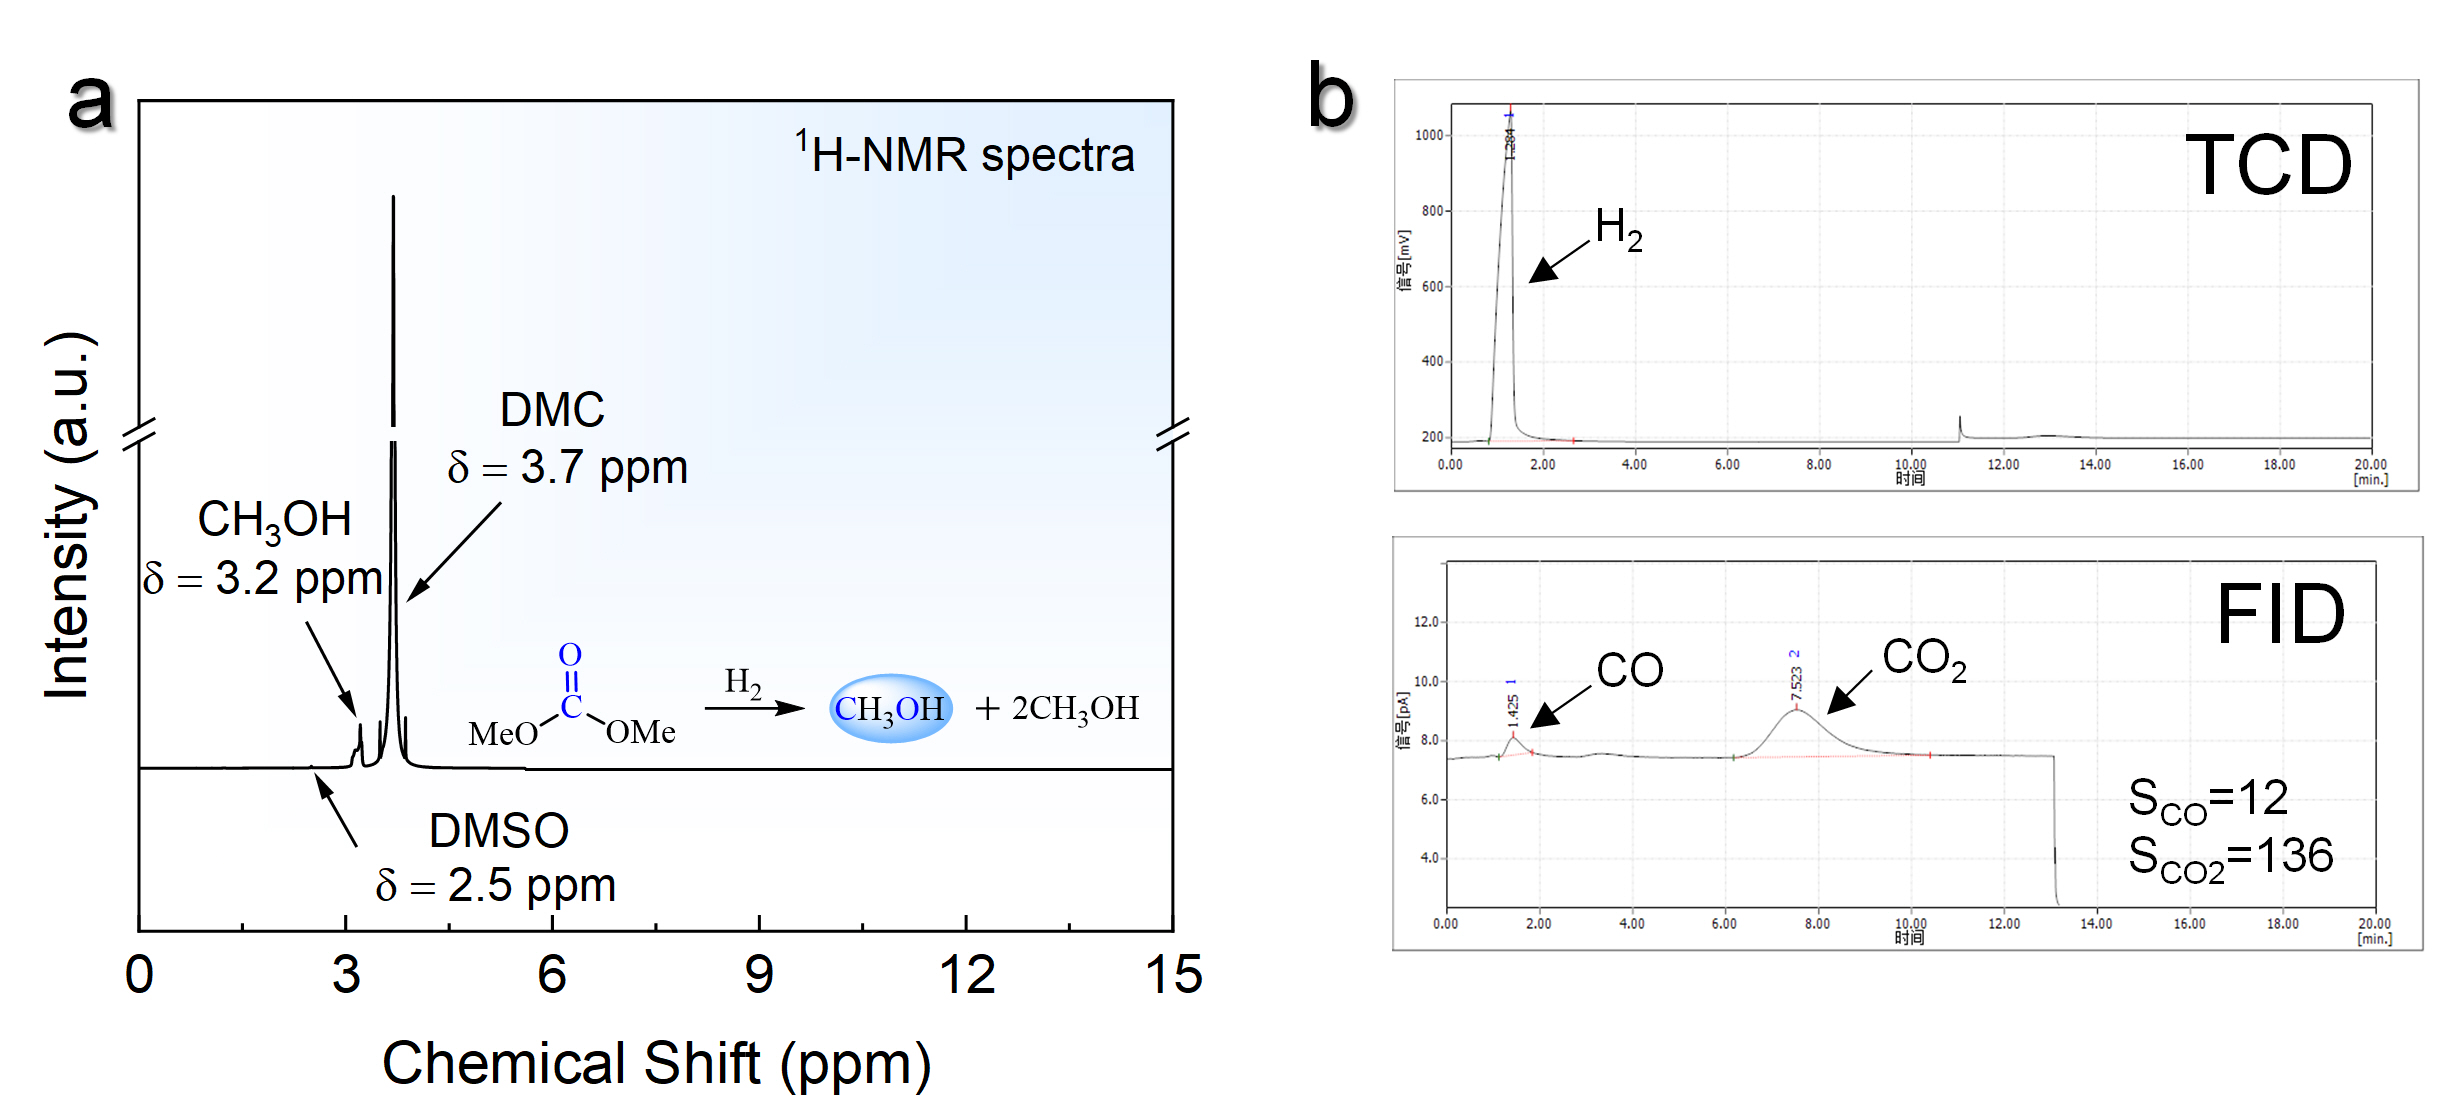 a
¹H-NMR spectra
DMC
δ = 3.7 ppm
CH₃OH
δ = 3.2 ppm
O
C
MeO
OMe
H₂
CH₃OH + 2CH₃OH
DMSO
δ = 2.5 ppm
Intensity (a.u.)
0 3 6 9 12 15
Chemical Shift (ppm)
b
TCD
1
1.284
H₂
信号[mV]
1000
800
600
400
200
0.00 2.00 4.00 6.00 8.00 10.00 12.00 14.00 16.00 18.00 20.00
时间
[min.]
FID
CO
CO₂
1.425 1
7.523 2
信号[pA]
12.0
10.0
8.0
6.0
4.0
S_CO=12
S_CO2=136
0.00 2.00 4.00 6.00 8.00 10.00 12.00 14.00 16.00 18.00 20.00
时间
[min.]